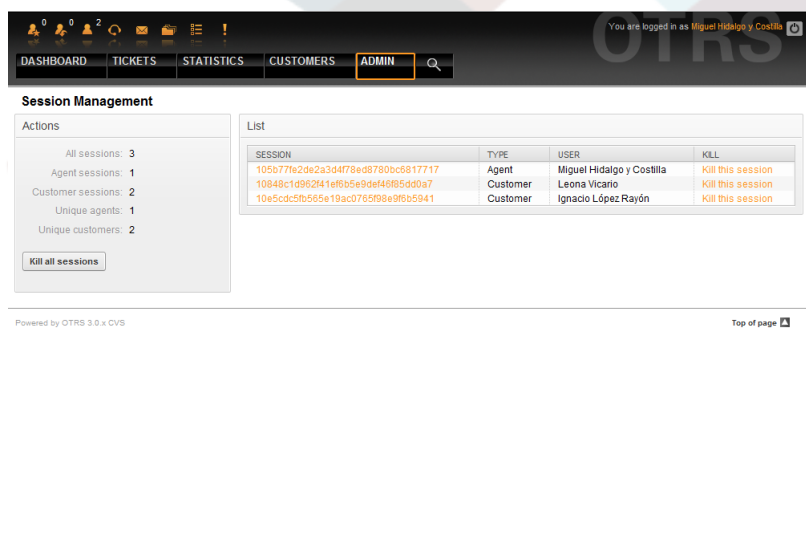 0 0 2
OTRS
You are logged in as Miguel Hidalgo y Costilla
DASHBOARD TICKETS STATISTICS CUSTOMERS ADMIN
Session Management
Actions
All sessions: 3
Agent sessions: 1
Customer sessions: 2
Unique agents: 1
Unique customers: 2
Kill all sessions
List
SESSION TYPE USER KILL
105b77fe2de2a3d4f78ed8780bc6817717 Agent Miguel Hidalgo y Costilla Kill this session
10848c1d962f41ef6b5e9def46f85dd0a7 Customer Leona Vicario Kill this session
10e5cdc5fb565e19ac0765f98e9f6b5941 Customer Ignacio López Rayón Kill this session
Powered by OTRS 3.0.x CVS
Top of page